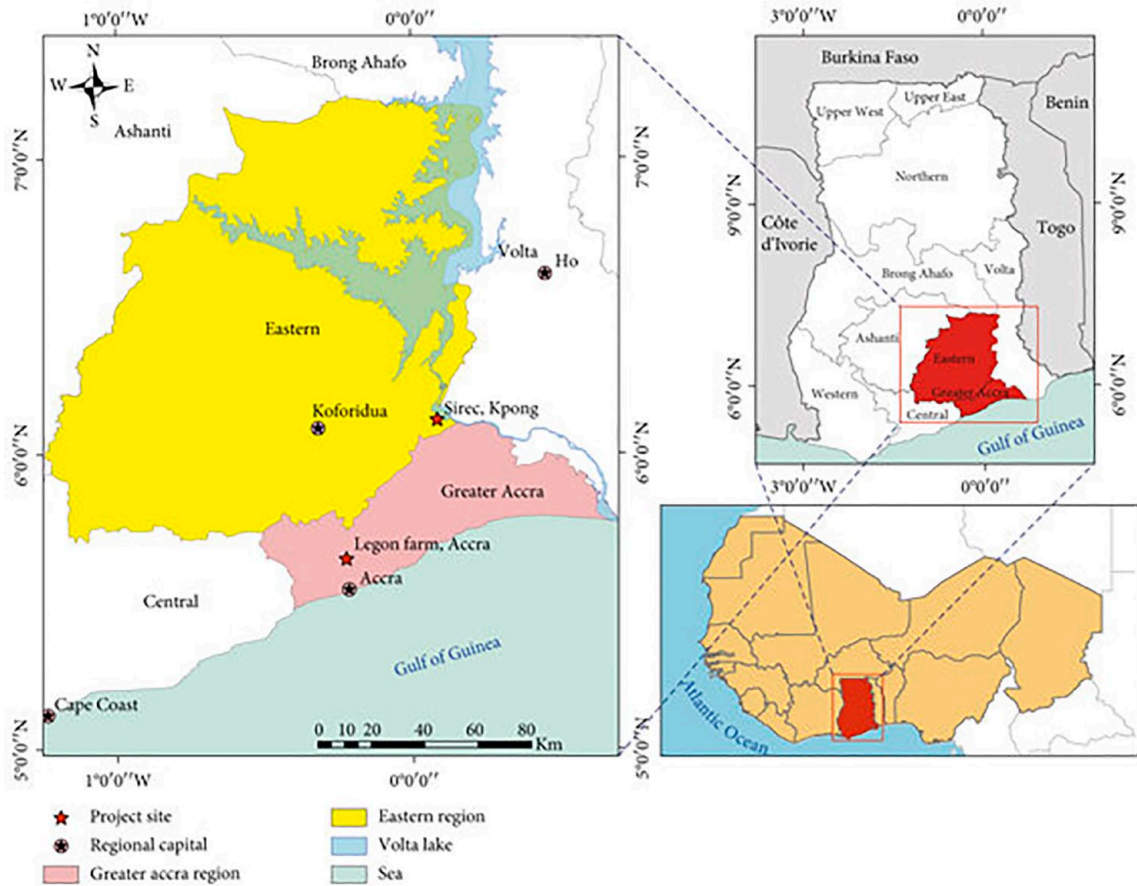 1°0'0''W
0°0'0''
N
W
E
S
Brong Ahafo
Ashanti
7°0'0''N
7°0'0''N
Volta
Ho
Eastern
Koforidua
Sirec, Kpong
6°0'0''N
6°0'0''N
Greater Accra
Legon farm, Accra
Accra
Central
Gulf of Guinea
Cape Coast
0 10 20 40 60 80
Km
5°0'0''N
5°0'0''N
1°0'0''W
0°0'0''
3°0'0''W
0°0'0''
Burkina Faso
Upper West
Upper East
Benin
Northern
9°0'0''N
9°0'0''N
Côte
d'Ivorie
Togo
Brong Ahafo
Volta
Ashanti
Eastern
6°0'0''N
6°0'0''N
Western
Greater Accra
Central
Gulf of Guinea
3°0'0''W
0°0'0''
Atlantic Ocean
Project site
Regional capital
Greater accra region
Eastern region
Volta lake
Sea